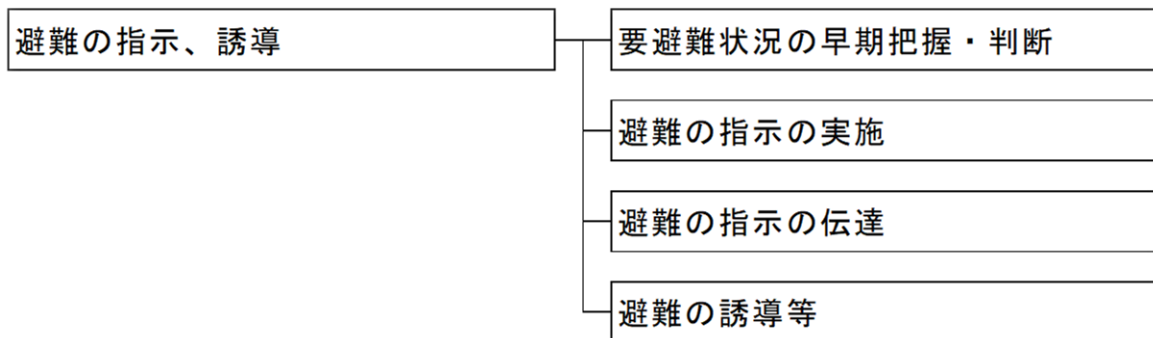 避難の指示、誘導
要避難状況の早期把握・判断
避難の指示の実施
避難の指示の伝達
避難の誘導等